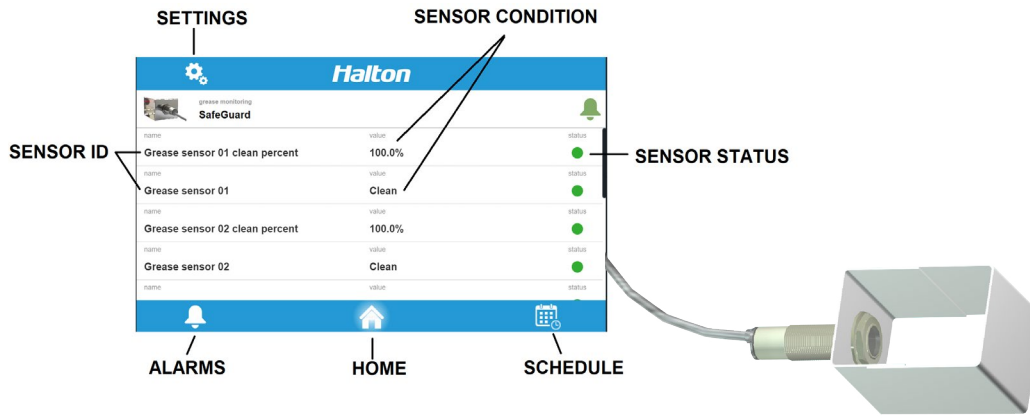 SETTINGS
SENSOR CONDITION
Halton
grease monitoring
SafeGuard
name value status
Grease sensor 01 clean percent 100.0%
SENSOR ID
SENSOR STATUS
name value status
Grease sensor 01 Clean
name value status
Grease sensor 02 clean percent 100.0%
name value status
Grease sensor 02 Clean
name value status
ALARMS
HOME
SCHEDULE